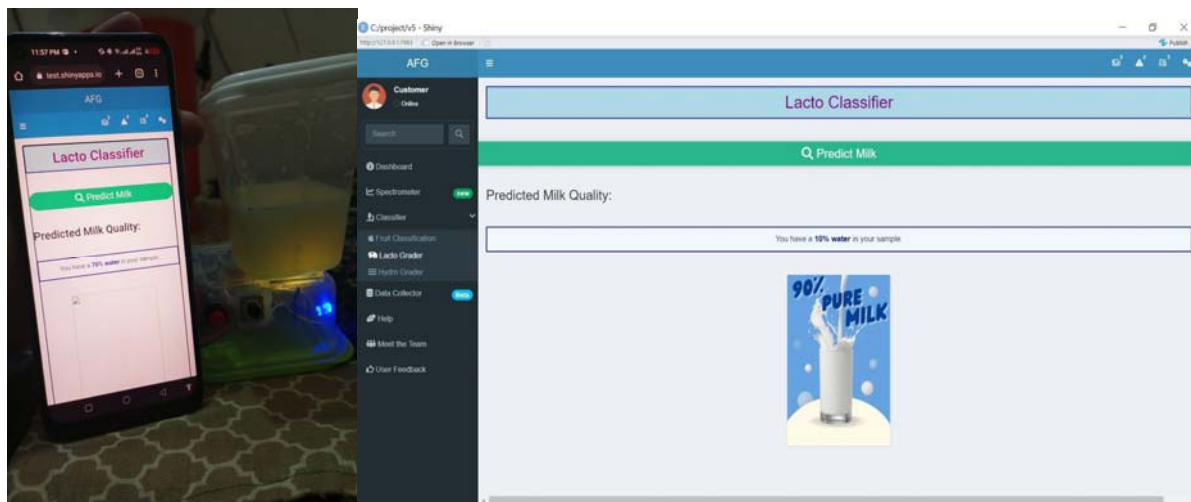 11:57 PM
test.shinyapps.io
AFG
Lacto Classifier
Predict Milk
Predicted Milk Quality:
You have a 70% water in your sample.
C:/project/v5 - Shiny
Open in Browser
Publish
AFG
Customer
Online
Search
Dashboard
Spectrometer new
Classifier
Fruit Classification
Lacto Grader
Hydro Grader
Data Collector Beta
Help
Meet the Team
User Feedback
Lacto Classifier
Predict Milk
Predicted Milk Quality:
You have a 10% water in your sample.
90%
PURE
MILK